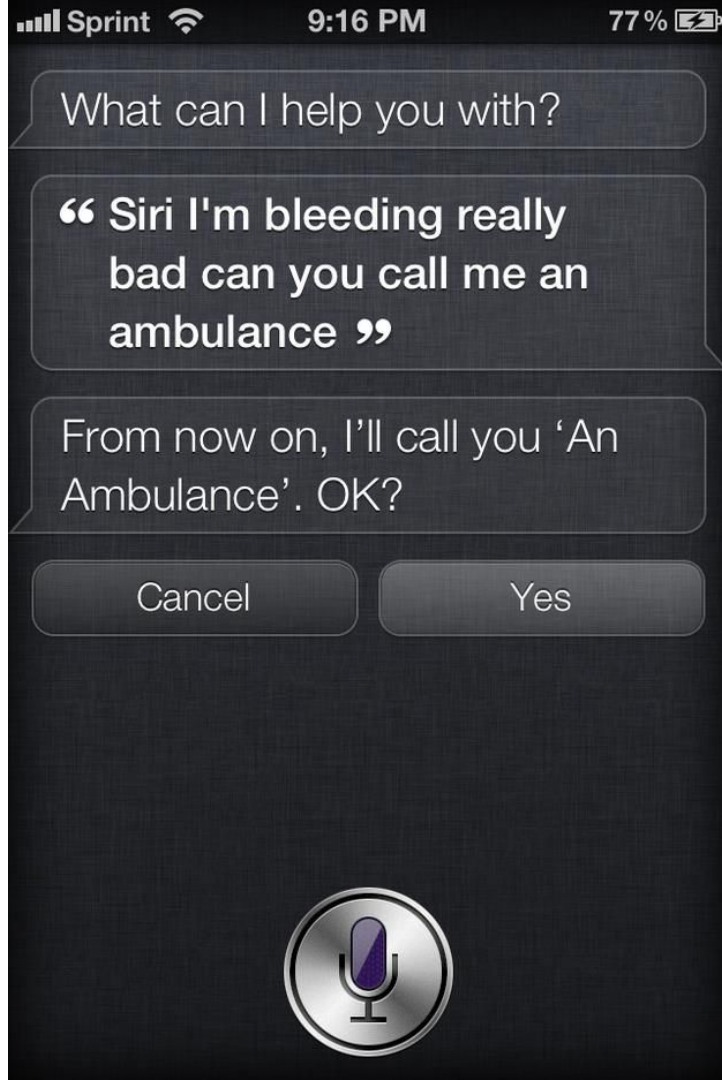 Sprint 9:16 PM 77%
What can I help you with?
“ Siri I'm bleeding really
bad can you call me an
ambulance ”
From now on, I’ll call you ‘An
Ambulance’. OK?
Cancel Yes